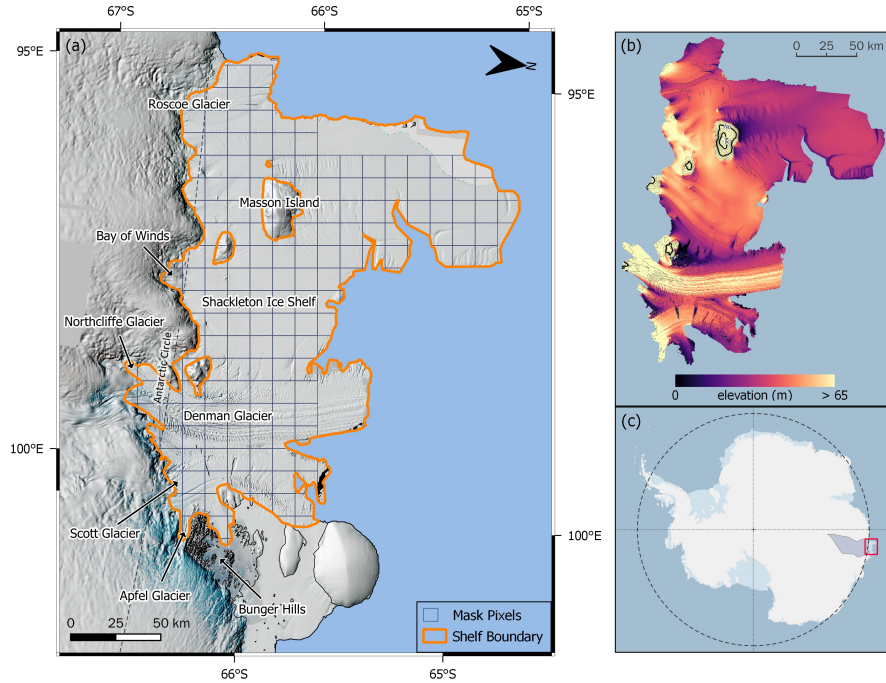 67°S
66°S
65°S
95°E
(a)
N
Roscoe Glacier
95°E
Masson Island
Bay of Winds
Shackleton Ice Shelf
Northcliffe Glacier
Antarctic Circle
Denman Glacier
100°E
Scott Glacier
100°E
Apfel Glacier
Bunger Hills
0 25 50 km
Mask Pixels
Shelf Boundary
66°S
65°S
(b)
0 25 50 km
0 elevation (m) > 65
(c)